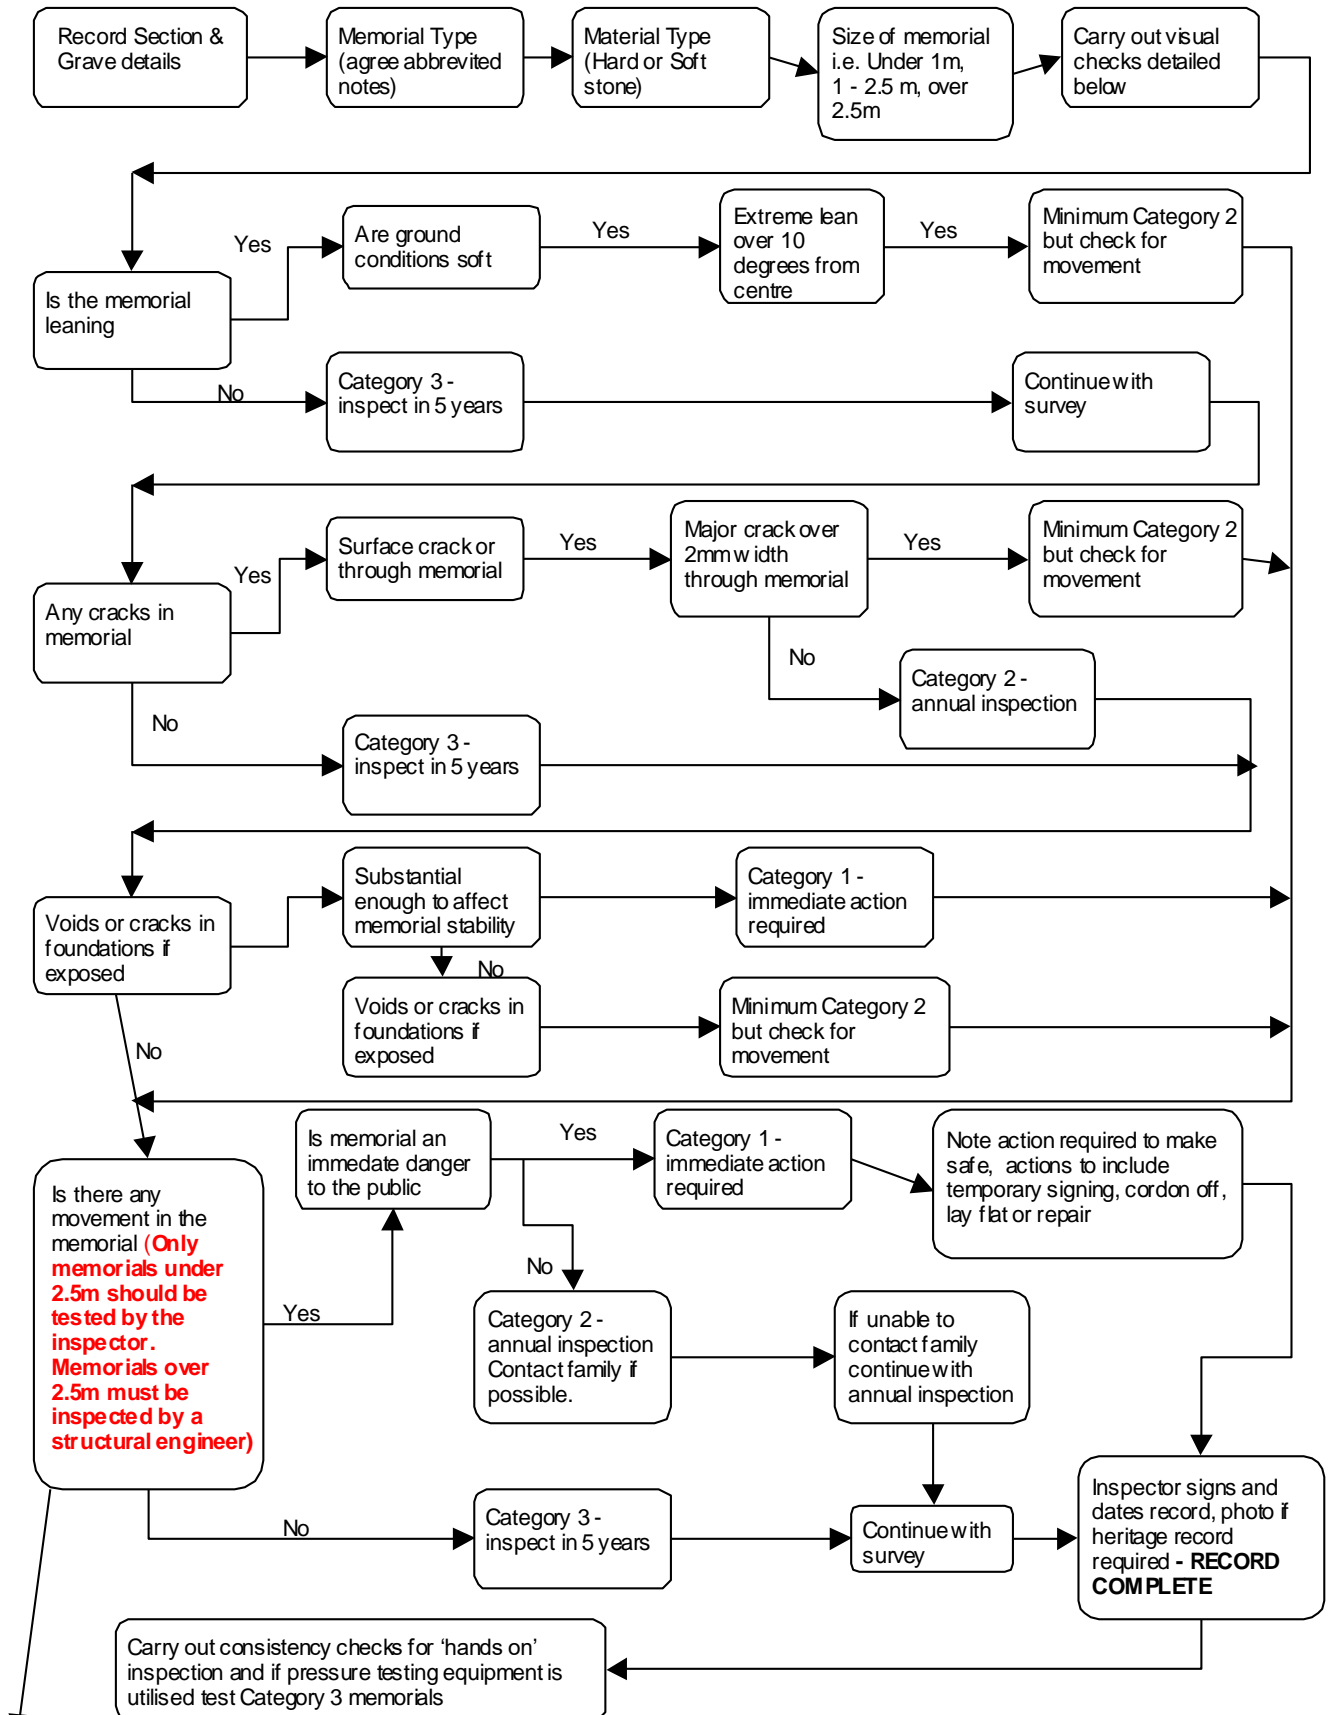 Record Section &
Grave details
Memorial Type
(agree abbrevited
notes)
Material Type
(Hard or Soft
stone)
Size of memorial
i.e. Under 1m,
1 - 2.5 m, over
2.5m
Carry out visual
checks detailed
below
Is the memorial
leaning
Yes
Are ground
conditions soft
Yes
Extreme lean
over 10
degrees from
centre
Yes
Minimum Category 2
but check for
movement
No
Category 3 -
inspect in 5 years
Continue with
survey
Any cracks in
memorial
Yes
Surface crack or
through memorial
Yes
Major crack over
2mm width
through memorial
Yes
Minimum Category 2
but check for
movement
No
Category 2 -
annual inspection
No
Category 3 -
inspect in 5 years
Voids or cracks in
foundations if
exposed
Substantial
enough to affect
memorial stability
Category 1 -
immediate action
required
No
Voids or cracks in
foundations if
exposed
Minimum Category 2
but check for
movement
No
Is there any
movement in the
memorial (Only
memorials under
2.5m should be
tested by the
inspector.
Memorials over
2.5m must be
inspected by a
structural engineer)
Yes
Is memorial an
immedate danger
to the public
Yes
Category 1 -
immediate action
required
Note action required to make
safe, actions to include
temporary signing, cordon off,
lay flat or repair
No
Category 2 -
annual inspection
Contact family if
possible.
If unable to
contact family
continue with
annual inspection
No
Category 3 -
inspect in 5 years
Continue with
survey
Inspector signs and
dates record, photo if
heritage record
required - RECORD
COMPLETE
Carry out consistency checks for ‘hands on’
inspection and if pressure testing equipment is
utilised test Category 3 memorials